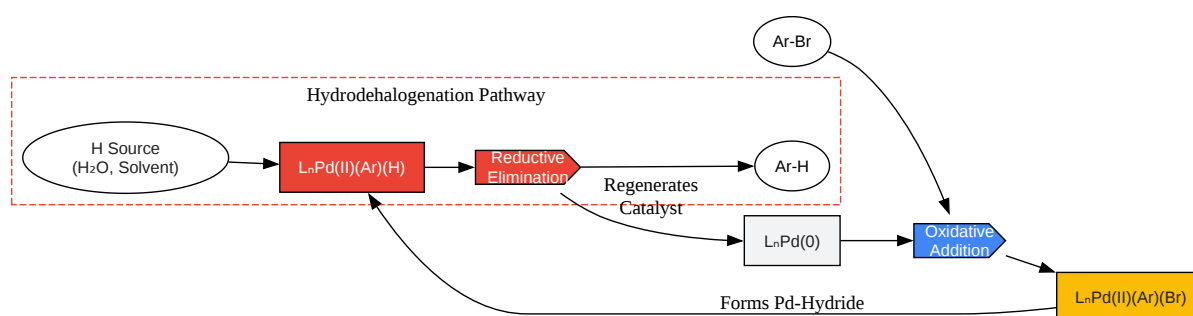 Ar-Br
Hydrodehalogenation Pathway
H Source
(H₂O, Solvent)
LₙPd(II)(Ar)(H)
Reductive
Elimination
Ar-H
Regenerates
Catalyst
LₙPd(0)
Oxidative
Addition
LₙPd(II)(Ar)(Br)
Forms Pd-Hydride